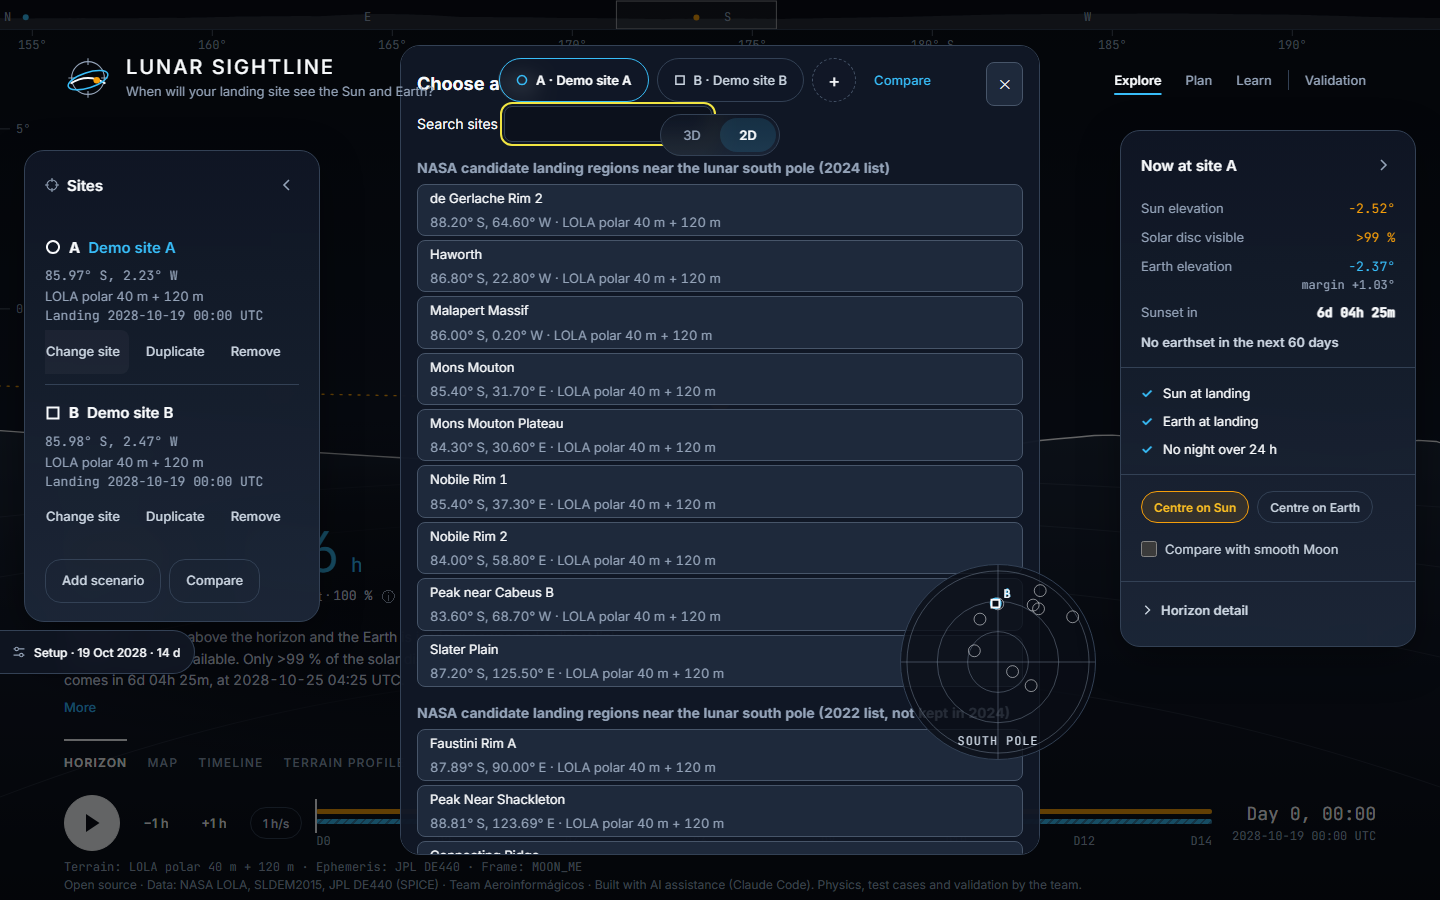 N E S W
155° 160° 165° 170° 175° 180° S 185° 190°
LUNAR SIGHTLINE
When will your landing site see the Sun and Earth?
Choose a
A · Demo site A
B · Demo site B
+
Compare
×
Explore
Plan
Learn
Validation
Search sites
3D
2D
5°
0
Sites
A Demo site A
85.97° S, 2.23° W
LOLA polar 40 m + 120 m
Landing 2028-10-19 00:00 UTC
Change site
Duplicate
Remove
B Demo site B
85.98° S, 2.47° W
LOLA polar 40 m + 120 m
Landing 2028-10-19 00:00 UTC
Change site
Duplicate
Remove
Add scenario
Compare
NASA candidate landing regions near the lunar south pole (2024 list)
de Gerlache Rim 2
88.20° S, 64.60° W · LOLA polar 40 m + 120 m
Haworth
86.80° S, 22.80° W · LOLA polar 40 m + 120 m
Malapert Massif
86.00° S, 0.20° W · LOLA polar 40 m + 120 m
Mons Mouton
85.40° S, 31.70° E · LOLA polar 40 m + 120 m
Mons Mouton Plateau
84.30° S, 30.60° E · LOLA polar 40 m + 120 m
Nobile Rim 1
85.40° S, 37.30° E · LOLA polar 40 m + 120 m
Nobile Rim 2
84.00° S, 58.80° E · LOLA polar 40 m + 120 m
Peak near Cabeus B
83.60° S, 68.70° W · LOLA polar 40 m + 120 m
Slater Plain
87.20° S, 125.50° E · LOLA polar 40 m + 120 m
NASA candidate landing regions near the lunar south pole (2022 list, not kept in 2024)
Faustini Rim A
87.89° S, 90.00° E · LOLA polar 40 m + 120 m
Peak Near Shackleton
88.81° S, 123.69° E · LOLA polar 40 m + 120 m
Connecting Ridge
B
SOUTH POLE
Now at site A
Sun elevation -2.52°
Solar disc visible >99 %
Earth elevation -2.37°
margin +1.03°
Sunset in 6d 04h 25m
No earthset in the next 60 days
Sun at landing
Earth at landing
No night over 24 h
Centre on Sun
Centre on Earth
Compare with smooth Moon
Horizon detail
6 h
· 100 %
Setup · 19 Oct 2028 · 14 d
above the horizon and the Earth
ailable. Only >99 % of the solar
comes in 6d 04h 25m, at 2028-10-25 04:25 UTC
More
HORIZON
MAP
TIMELINE
TERRAIN PROFILE
−1 h
+1 h
1 h/s
D0
D12
D14
Day 0, 00:00
2028-10-19 00:00 UTC
Terrain: LOLA polar 40 m + 120 m · Ephemeris: JPL DE440 · Frame: MOON_ME
Open source · Data: NASA LOLA, SLDEM2015, JPL DE440 (SPICE) · Team Aeroinformágicos · Built with AI assistance (Claude Code). Physics, test cases and validation by the team.